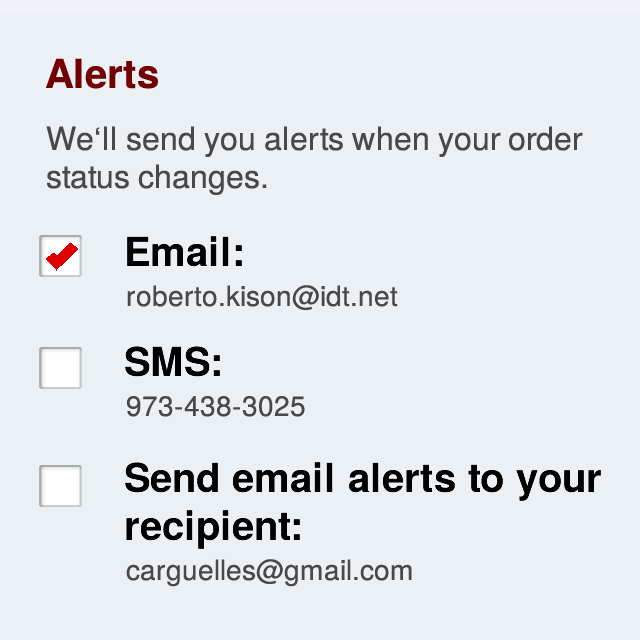 Alerts
We‘ll send you alerts when your order
status changes.
Email:
roberto.kison@idt.net
SMS:
973-438-3025
Send email alerts to your
recipient:
carguelles@gmail.com